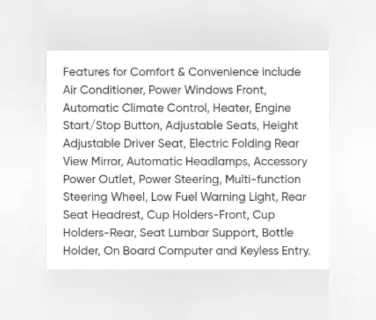 Features for Comfort & Convenience include
Air Conditioner, Power Windows Front,
Automatic Climate Control, Heater, Engine
Start/Stop Button, Adjustable Seats, Height
Adjustable Driver Seat, Electric Folding Rear
View Mirror, Automatic Headlamps, Accessory
Power Outlet, Power Steering, Multi-function
Steering Wheel, Low Fuel Warning Light, Rear
Seat Headrest, Cup Holders-Front, Cup
Holders-Rear, Seat Lumbar Support, Bottle
Holder, On Board Computer and Keyless Entry.